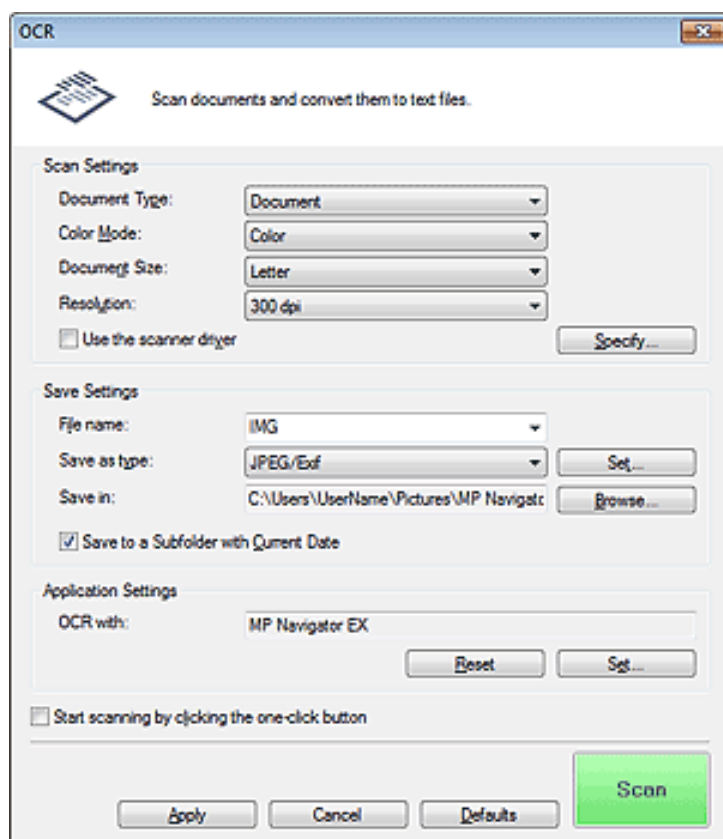 OCR
Scan documents and convert them to text files.
Scan Settings
Document Type: Document
Color Mode: Color
Document Size: Letter
Resolution: 300 dpi
Use the scanner driver Specify...
Save Settings
File name: IMG
Save as type: JPEG/Exif Set...
Save in: C:\Users\UserName\Pictures\MP Navigatc Browse...
Save to a Subfolder with Current Date
Application Settings
OCR with: MP Navigator EX
Reset Set...
Start scanning by clicking the one-click button
Apply Cancel Defaults Scan